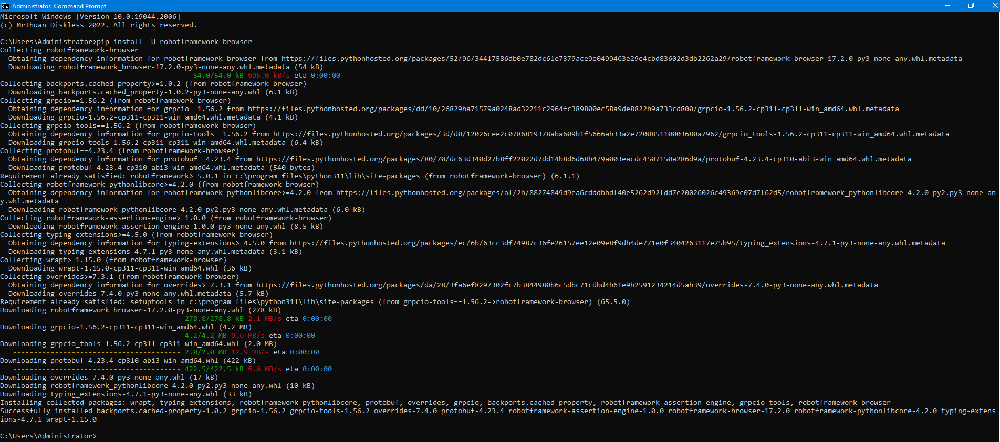 Administrator: Command Prompt
Microsoft Windows [Version 10.0.19044.2006]
(c) MrThuan Diskless 2022. All rights reserved.
C:\Users\Administrator>pip install -U robotframework-browser
Collecting robotframework-browser
  Obtaining dependency information for robotframework-browser from https://files.pythonhosted.org/packages/52/96/34417586db0e782dc61e7379ace9e0499463e29e4cbd83602d3db2262a29/robotframework_browser-17.2.0-py3-none-any.whl.metadata
  Downloading robotframework_browser-17.2.0-py3-none-any.whl.metadata (54 kB)
     ---------------------------------------- 54.0/54.0 kB 695.0 kB/s eta 0:00:00
Collecting backports.cached-property>=1.0.2 (from robotframework-browser)
  Downloading backports.cached_property-1.0.2-py3-none-any.whl (6.1 kB)
Collecting grpcio==1.56.2 (from robotframework-browser)
  Obtaining dependency information for grpcio==1.56.2 from https://files.pythonhosted.org/packages/dd/10/26829ba71579a0248ad32211c2964fc389800ec58a9de8822b9a733cd800/grpcio-1.56.2-cp311-cp311-win_amd64.whl.metadata
  Downloading grpcio-1.56.2-cp311-cp311-win_amd64.whl.metadata (4.1 kB)
Collecting grpcio-tools==1.56.2 (from robotframework-browser)
  Obtaining dependency information for grpcio-tools==1.56.2 from https://files.pythonhosted.org/packages/3d/d0/12026cee2c0786819378aba609b1f5666ab33a2e720085110003680a7962/grpcio_tools-1.56.2-cp311-cp311-win_amd64.whl.metadata
  Downloading grpcio_tools-1.56.2-cp311-cp311-win_amd64.whl.metadata (6.4 kB)
Collecting protobuf==4.23.4 (from robotframework-browser)
  Obtaining dependency information for protobuf==4.23.4 from https://files.pythonhosted.org/packages/80/70/dc63d340d27b8ff22022d7dd14b8d6d68b479a003eacdc4507150a286d9a/protobuf-4.23.4-cp310-abi3-win_amd64.whl.metadata
  Downloading protobuf-4.23.4-cp310-abi3-win_amd64.whl.metadata (540 bytes)
Requirement already satisfied: robotframework>=5.0.1 in c:\program files\python311\lib\site-packages (from robotframework-browser) (6.1.1)
Collecting robotframework-pythonlibcore>=4.2.0 (from robotframework-browser)
  Obtaining dependency information for robotframework-pythonlibcore>=4.2.0 from https://files.pythonhosted.org/packages/af/2b/88274849d9ea6cdddbbdf40e5262d92fdd7e20026026c49369c07d7f62d5/robotframework_pythonlibcore-4.2.0-py2.py3-none-an
y.whl.metadata
  Downloading robotframework_pythonlibcore-4.2.0-py2.py3-none-any.whl.metadata (6.0 kB)
Collecting robotframework-assertion-engine>=1.0.0 (from robotframework-browser)
  Downloading robotframework_assertion_engine-1.0.0-py3-none-any.whl (8.5 kB)
Collecting typing-extensions>=4.5.0 (from robotframework-browser)
  Obtaining dependency information for typing-extensions>=4.5.0 from https://files.pythonhosted.org/packages/ec/6b/63cc3df74987c36fe26157ee12e09e8f9db4de771e0f3404263117e75b95/typing_extensions-4.7.1-py3-none-any.whl.metadata
  Downloading typing_extensions-4.7.1-py3-none-any.whl.metadata (3.1 kB)
Collecting wrapt>=1.15.0 (from robotframework-browser)
  Downloading wrapt-1.15.0-cp311-cp311-win_amd64.whl (36 kB)
Collecting overrides>=7.3.1 (from robotframework-browser)
  Obtaining dependency information for overrides>=7.3.1 from https://files.pythonhosted.org/packages/da/28/3fa6ef8297302fc7b3844980b6c5dbc71cdbd4b61e9b2591234214d5ab39/overrides-7.4.0-py3-none-any.whl.metadata
  Downloading overrides-7.4.0-py3-none-any.whl.metadata (5.7 kB)
Requirement already satisfied: setuptools in c:\program files\python311\lib\site-packages (from grpcio-tools==1.56.2->robotframework-browser) (65.5.0)
Downloading robotframework_browser-17.2.0-py3-none-any.whl (278 kB)
   ---------------------------------------- 278.8/278.8 kB 2.1 MB/s eta 0:00:00
Downloading grpcio-1.56.2-cp311-cp311-win_amd64.whl (4.2 MB)
   ---------------------------------------- 4.2/4.2 MB 9.6 MB/s eta 0:00:00
Downloading grpcio_tools-1.56.2-cp311-cp311-win_amd64.whl (2.0 MB)
   ---------------------------------------- 2.0/2.0 MB 12.9 MB/s eta 0:00:00
Downloading protobuf-4.23.4-cp310-abi3-win_amd64.whl (422 kB)
   ---------------------------------------- 422.5/422.5 kB 6.6 MB/s eta 0:00:00
Downloading overrides-7.4.0-py3-none-any.whl (17 kB)
Downloading robotframework_pythonlibcore-4.2.0-py2.py3-none-any.whl (10 kB)
Downloading typing_extensions-4.7.1-py3-none-any.whl (33 kB)
Installing collected packages: wrapt, typing-extensions, robotframework-pythonlibcore, protobuf, overrides, grpcio, backports.cached-property, robotframework-assertion-engine, grpcio-tools, robotframework-browser
Successfully installed backports.cached-property-1.0.2 grpcio-1.56.2 grpcio-tools-1.56.2 overrides-7.4.0 protobuf-4.23.4 robotframework-assertion-engine-1.0.0 robotframework-browser-17.2.0 robotframework-pythonlibcore-4.2.0 typing-extens
ions-4.7.1 wrapt-1.15.0
C:\Users\Administrator>